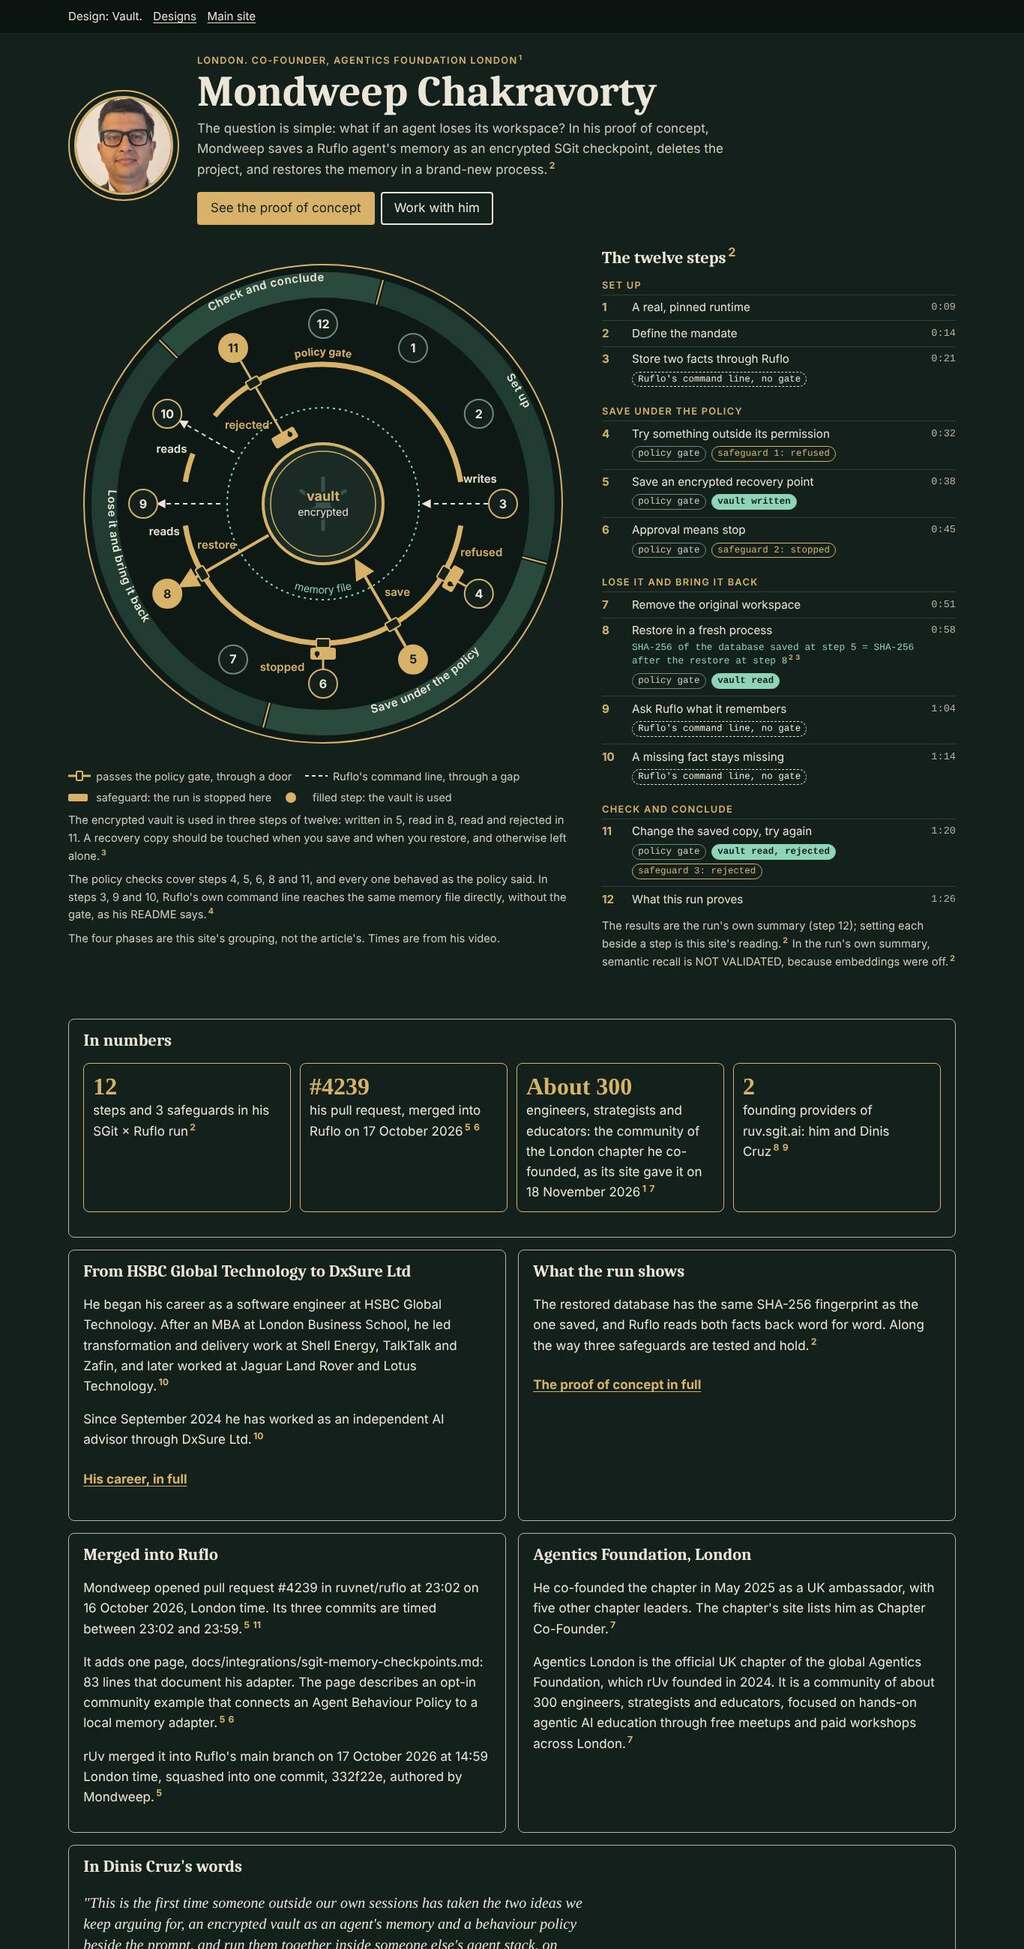 Design: Vault. Designs Main site
LONDON. CO-FOUNDER, AGENTICS FOUNDATION LONDON 1
Mondweep Chakravorty
The question is simple: what if an agent loses its workspace? In his proof of concept,
Mondweep saves a Ruflo agent's memory as an encrypted SGit checkpoint, deletes the
project, and restores the memory in a brand-new process. 2
See the proof of concept
Work with him
Check and conclude
Set up
Save under the policy
Lose it and bring it back
12
1
2
3
4
5
6
7
8
9
10
11
policy gate
rejected
reads
writes
reads
restore
refused
save
stopped
vault
encrypted
memory file
passes the policy gate, through a door
Ruflo's command line, through a gap
safeguard: the run is stopped here
filled step: the vault is used
The encrypted vault is used in three steps of twelve: written in 5, read in 8, read and rejected in
11. A recovery copy should be touched when you save and when you restore, and otherwise left
alone. 3
The policy checks cover steps 4, 5, 6, 8 and 11, and every one behaved as the policy said. In
steps 3, 9 and 10, Ruflo's own command line reaches the same memory file directly, without the
gate, as his README says. 4
The four phases are this site's grouping, not the article's. Times are from his video.
The twelve steps 2
SET UP
1 A real, pinned runtime 0:09
2 Define the mandate 0:14
3 Store two facts through Ruflo 0:21
Ruflo's command line, no gate
SAVE UNDER THE POLICY
4 Try something outside its permission 0:32
policy gate safeguard 1: refused
5 Save an encrypted recovery point 0:38
policy gate vault written
6 Approval means stop 0:45
policy gate safeguard 2: stopped
LOSE IT AND BRING IT BACK
7 Remove the original workspace 0:51
8 Restore in a fresh process 0:58
SHA-256 of the database saved at step 5 = SHA-256
after the restore at step 8 2 3
policy gate vault read
9 Ask Ruflo what it remembers 1:04
Ruflo's command line, no gate
10 A missing fact stays missing 1:14
Ruflo's command line, no gate
CHECK AND CONCLUDE
11 Change the saved copy, try again 1:20
policy gate vault read, rejected
safeguard 3: rejected
12 What this run proves 1:26
The results are the run's own summary (step 12); setting each
beside a step is this site's reading. 2 In the run's own summary,
semantic recall is NOT VALIDATED, because embeddings were off. 2
In numbers
12
steps and 3 safeguards in his
SGit × Ruflo run 2
#4239
his pull request, merged into
Ruflo on 17 October 2026 5 6
About 300
engineers, strategists and
educators: the community of
the London chapter he co-
founded, as its site gave it on
18 November 2026 1 7
2
founding providers of
ruv.sgit.ai: him and Dinis
Cruz 8 9
From HSBC Global Technology to DxSure Ltd
He began his career as a software engineer at HSBC Global
Technology. After an MBA at London Business School, he led
transformation and delivery work at Shell Energy, TalkTalk and
Zafin, and later worked at Jaguar Land Rover and Lotus
Technology. 10
Since September 2024 he has worked as an independent AI
advisor through DxSure Ltd. 10
His career, in full
What the run shows
The restored database has the same SHA-256 fingerprint as the
one saved, and Ruflo reads both facts back word for word. Along
the way three safeguards are tested and hold. 2
The proof of concept in full
Merged into Ruflo
Mondweep opened pull request #4239 in ruvnet/ruflo at 23:02 on
16 October 2026, London time. Its three commits are timed
between 23:02 and 23:59. 5 11
It adds one page, docs/integrations/sgit-memory-checkpoints.md:
83 lines that document his adapter. The page describes an opt-in
community example that connects an Agent Behaviour Policy to a
local memory adapter. 5 6
rUv merged it into Ruflo's main branch on 17 October 2026 at 14:59
London time, squashed into one commit, 332f22e, authored by
Mondweep. 5
Agentics Foundation, London
He co-founded the chapter in May 2025 as a UK ambassador, with
five other chapter leaders. The chapter's site lists him as Chapter
Co-Founder. 7
Agentics London is the official UK chapter of the global Agentics
Foundation, which rUv founded in 2024. It is a community of about
300 engineers, strategists and educators, focused on hands-on
agentic AI education through free meetups and paid workshops
across London. 7
In Dinis Cruz's words
"This is the first time someone outside our own sessions has taken the two ideas we
keep arguing for, an encrypted vault as an agent's memory and a behaviour policy
beside the prompt, and run them together inside someone else's agent stack, on